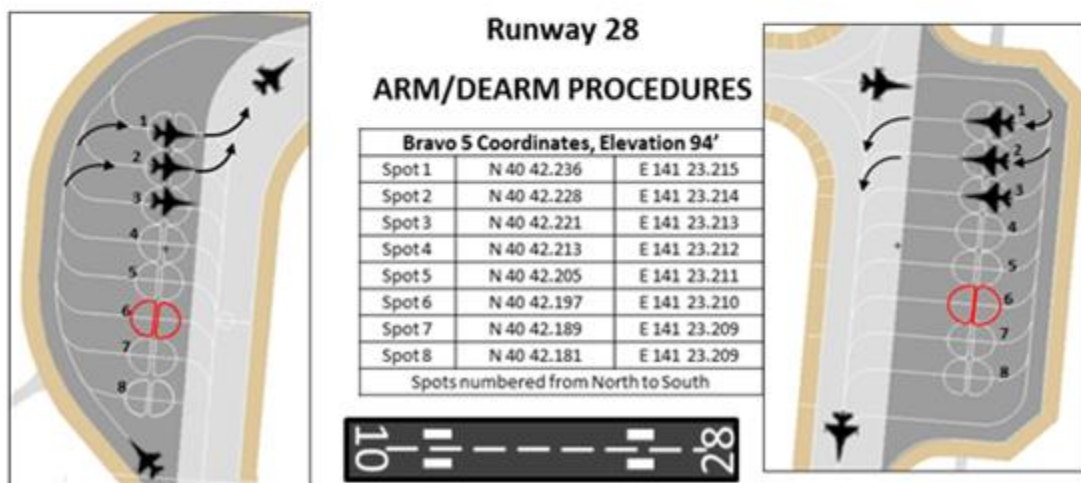 Runway 28
ARM/DEARM PROCEDURES
Bravo 5 Coordinates, Elevation 94'
Spot 1 N 40 42.236 E 141 23.215
Spot 2 N 40 42.228 E 141 23.214
Spot 3 N 40 42.221 E 141 23.213
Spot 4 N 40 42.213 E 141 23.212
Spot 5 N 40 42.205 E 141 23.211
Spot 6 N 40 42.197 E 141 23.210
Spot 7 N 40 42.189 E 141 23.209
Spot 8 N 40 42.181 E 141 23.209
Spots numbered from North to South
10 28
1
2
3
4
5
6
7
8
1
2
3
4
5
6
7
8